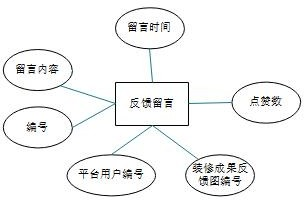 留言时间
留言内容
反馈留言
点赞数
编号
平台用户编号
装修成果反
馈图编号